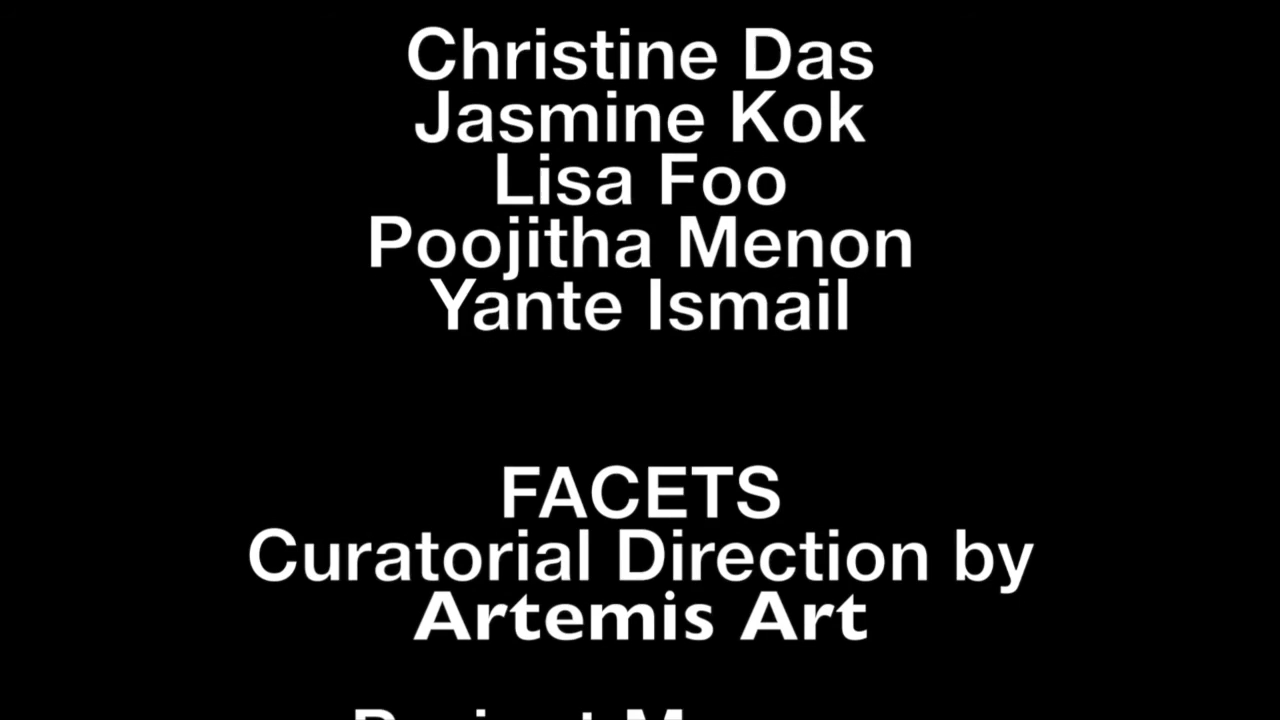 Christine Das
Jasmine Kok
Lisa Foo
Poojitha Menon
Yante Ismail
FACETS
Curatorial Direction by
Artemis Art